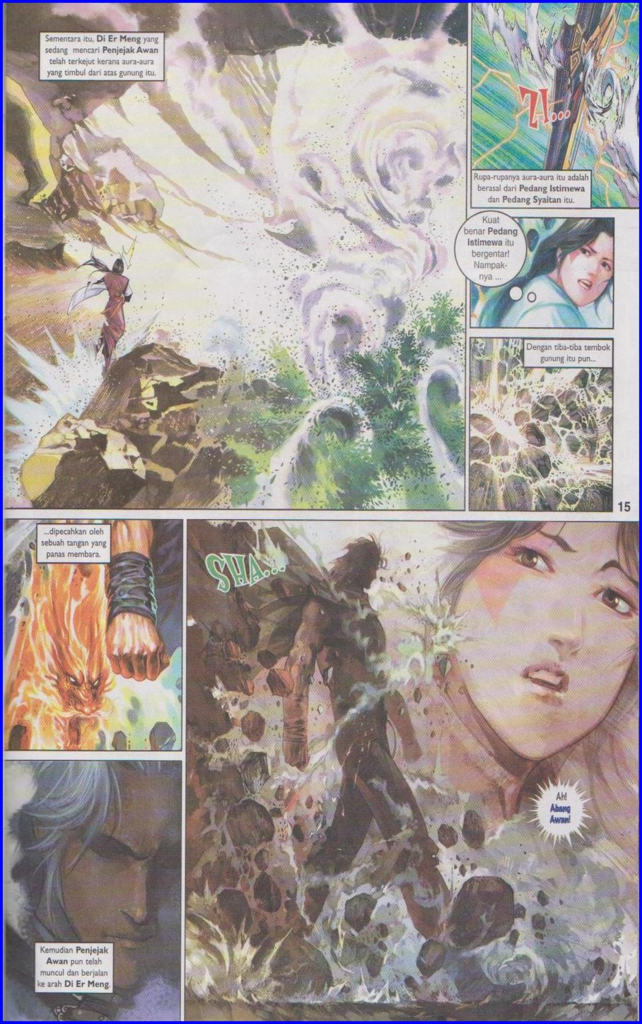 Sementara itu, Di Er Meng yang
sedang mencari Penjejak Awan
telah terkejut kerana aura-aura
yang timbul dari atas gunung itu.
ZI...
Rupa-rupanya aura-aura itu adalah
berasal dari Pedang Istimewa
dan Pedang Syaitan itu.
Kuat
benar Pedang
Istimewa itu
bergentar!
Nampak-
nya ...
Dengan tiba-tiba tembok
gunung itu pun...
15
...dipecahkan oleh
sebuah tangan yang
panas membara.
SHA...
Ah!
Abang
Awan!
Kemudian Penjejak
Awan pun telah
muncul dan berjalan
ke arah Di Er Meng.